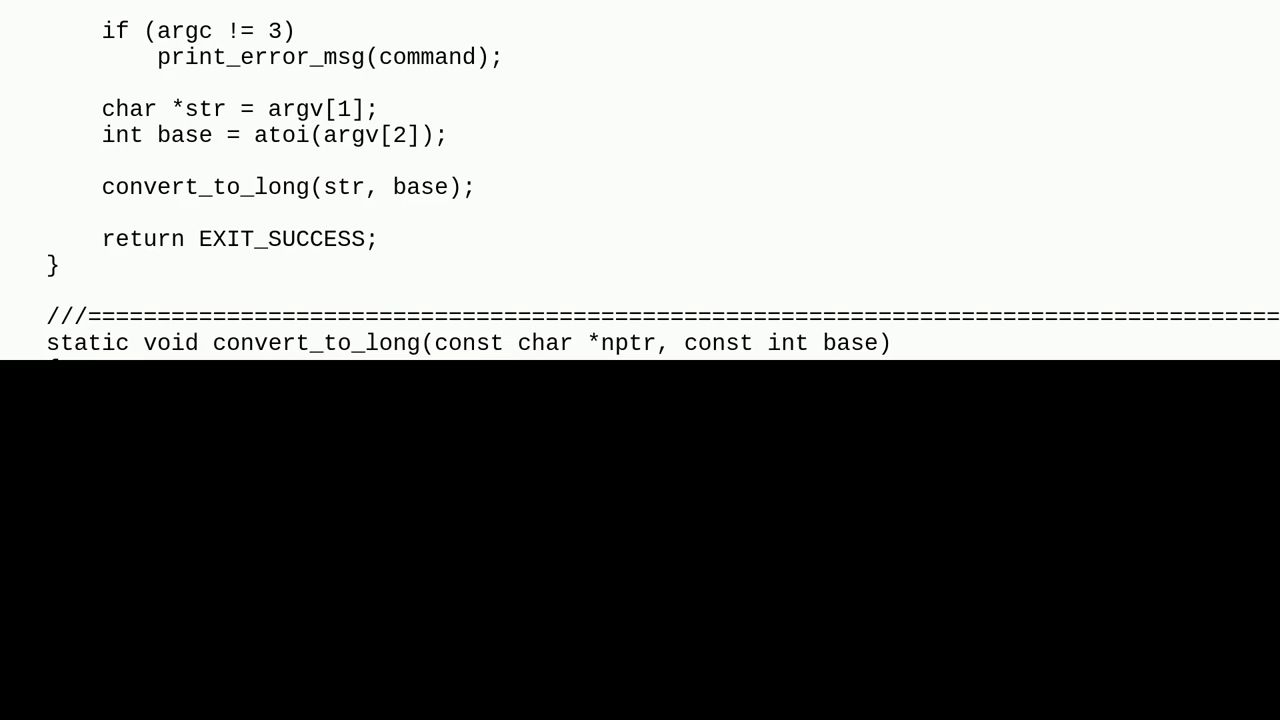 if (argc != 3)
print_error_msg(command);
char *str = argv[1];
int base = atoi(argv[2]);
convert_to_long(str, base);
return EXIT_SUCCESS;
}
///======================================================================================
static void convert_to_long(const char *nptr, const int base)